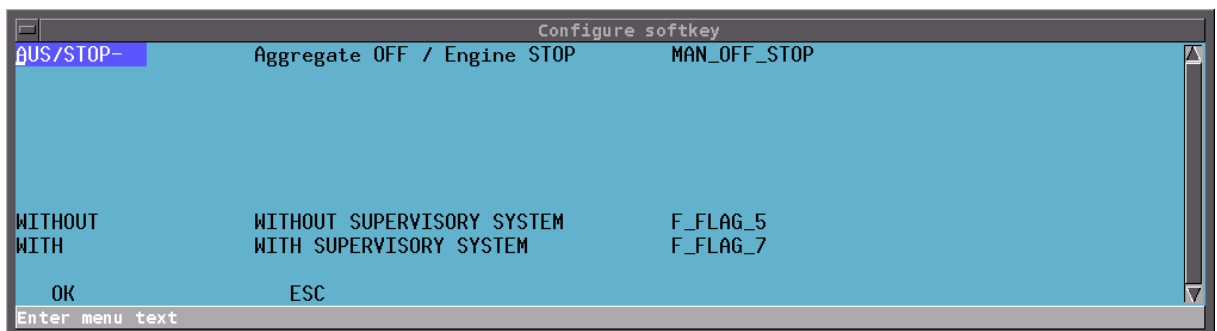 Configure softkey
AUS/STOP- Aggregate OFF / Engine STOP MAN_OFF_STOP
WITHOUT WITHOUT SUPERVISORY SYSTEM F_FLAG_5
WITH WITH SUPERVISORY SYSTEM F_FLAG_7
OK ESC
Enter menu text